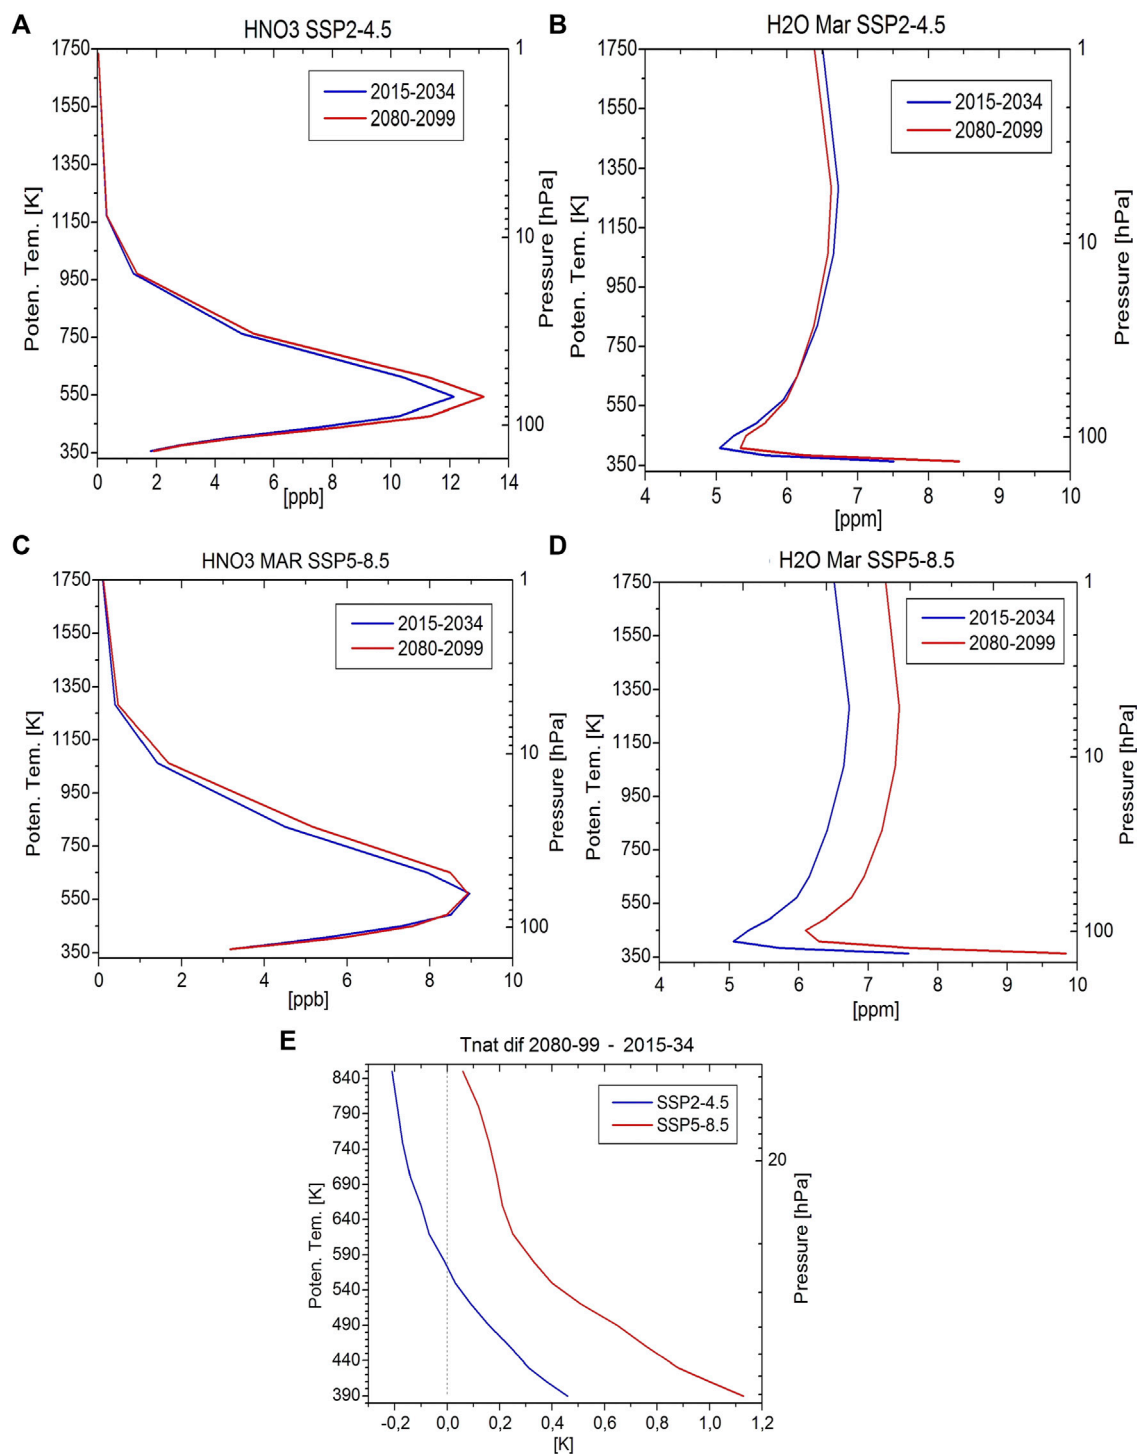 A
HNO3 SSP2-4.5
1750
1550
1350
1150
950
750
550
350
Poten. Tem. [K]
2015-2034
2080-2099
1
10
100
Pressure [hPa]
0 2 4 6 8 10 12 14
[ppb]
B
H2O Mar SSP2-4.5
1750
1550
1350
1150
950
750
550
350
Poten. Tem. [K]
2015-2034
2080-2099
1
10
100
Pressure [hPa]
4 5 6 7 8 9 10
[ppm]
C
HNO3 MAR SSP5-8.5
1750
1550
1350
1150
950
750
550
350
Poten. Tem. [K]
2015-2034
2080-2099
1
10
100
Pressure [hPa]
0 2 4 6 8 10
[ppb]
D
H2O Mar SSP5-8.5
1750
1550
1350
1150
950
750
550
350
Poten. Tem. [K]
2015-2034
2080-2099
1
10
100
Pressure [hPa]
4 5 6 7 8 9 10
[ppm]
E
Tnat dif 2080-99 - 2015-34
840
790
740
690
640
590
540
490
440
390
Poten. Tem. [K]
SSP2-4.5
SSP5-8.5
20
Pressure [hPa]
-0,2 0,0 0,2 0,4 0,6 0,8 1,0 1,2
[K]